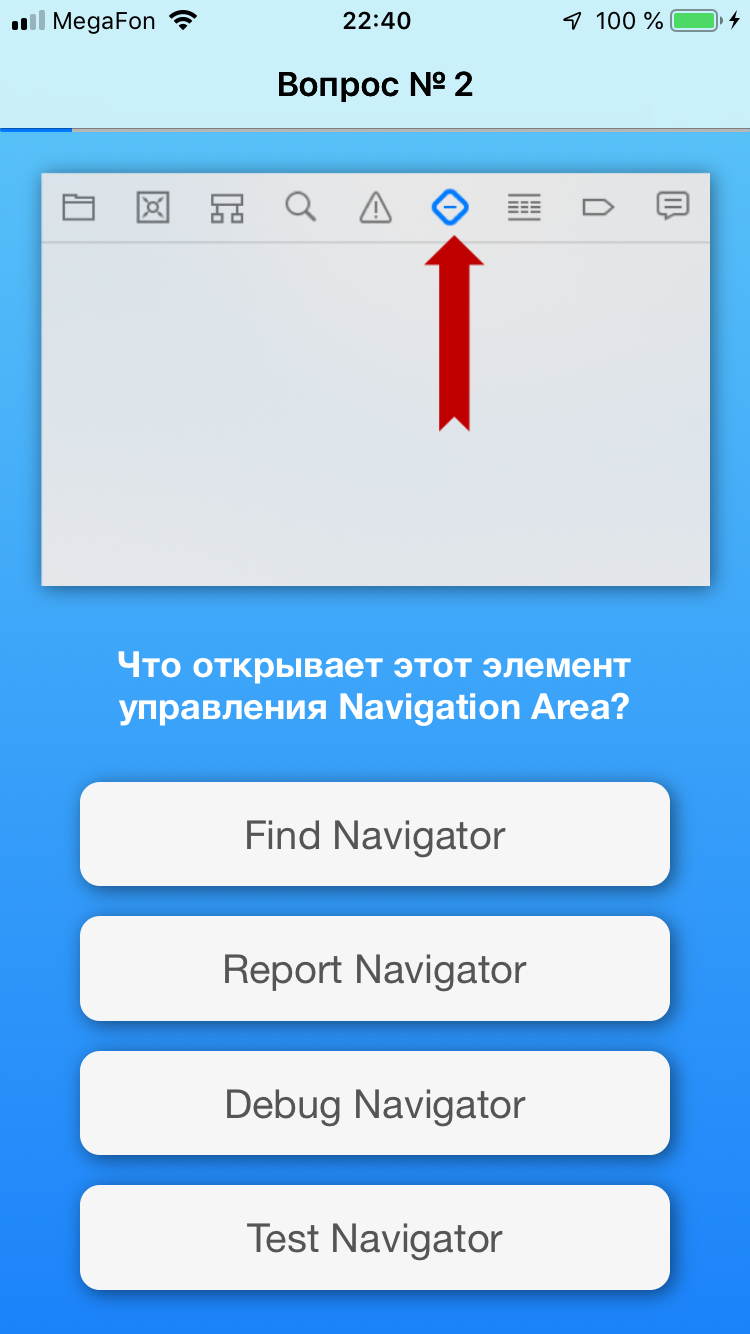 MegaFon 22:40 100 %
Вопрос № 2
Что открывает этот элемент
управления Navigation Area?
Find Navigator
Report Navigator
Debug Navigator
Test Navigator